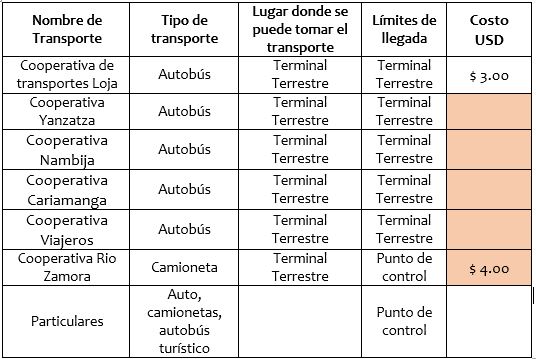 Nombre de
Transporte
Tipo de
transporte
Lugar donde se
puede tomar el
transporte
Límites de
llegada
Costo
USD
Cooperativa de
transportes Loja
Autobús
Terminal
Terrestre
Terminal
Terrestre
$ 3.00
Cooperativa
Yanzatza
Autobús
Terminal
Terrestre
Terminal
Terrestre
Cooperativa
Nambija
Autobús
Terminal
Terrestre
Terminal
Terrestre
Cooperativa
Cariamanga
Autobús
Terminal
Terrestre
Terminal
Terrestre
Cooperativa
Viajeros
Autobús
Terminal
Terrestre
Terminal
Terrestre
Cooperativa Rio
Zamora
Camioneta
Terminal
Terrestre
Punto de
control
$ 4.00
Particulares
Auto,
camionetas,
autobús
turístico
Punto de
control